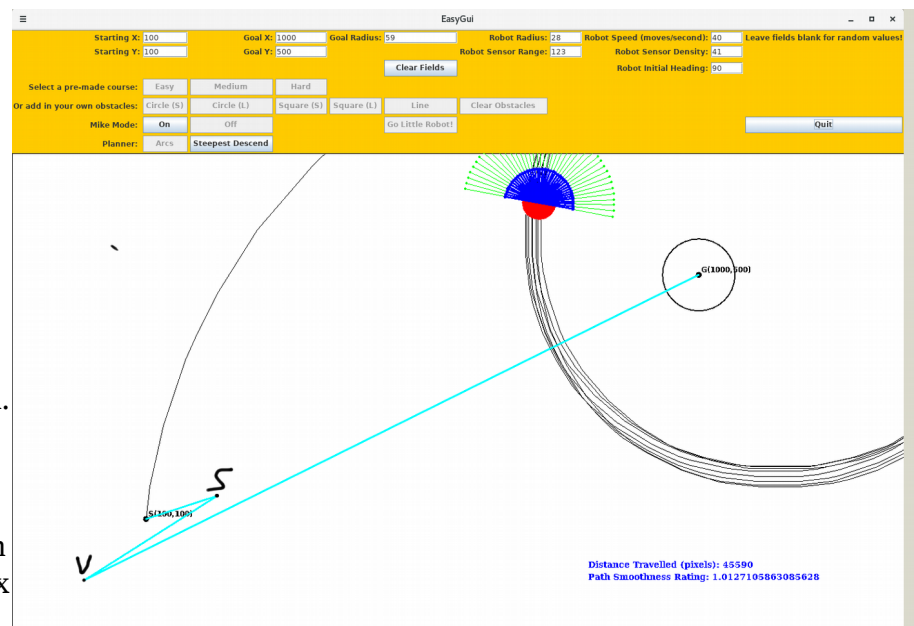 EasyGui
Starting X: 100 Goal X: 1000 Goal Radius: 59 Robot Radius: 28 Robot Speed (moves/second): 40 Leave fields blank for random values!
Starting Y: 100 Goal Y: 500 Robot Sensor Range: 123 Robot Sensor Density: 41
Clear Fields Robot Initial Heading: 90
Select a pre-made course: Easy Medium Hard
Or add in your own obstacles: Circle (S) Circle (L) Square (S) Square (L) Line Clear Obstacles
Mike Mode: On Off Go Little Robot! Quit
Planner: Arcs Steepest Descend
G(1000,500)
.
S
S(100,100)
n
V
x
Distance Travelled (pixels): 45590
Path Smoothness Rating: 1.0127105863085628